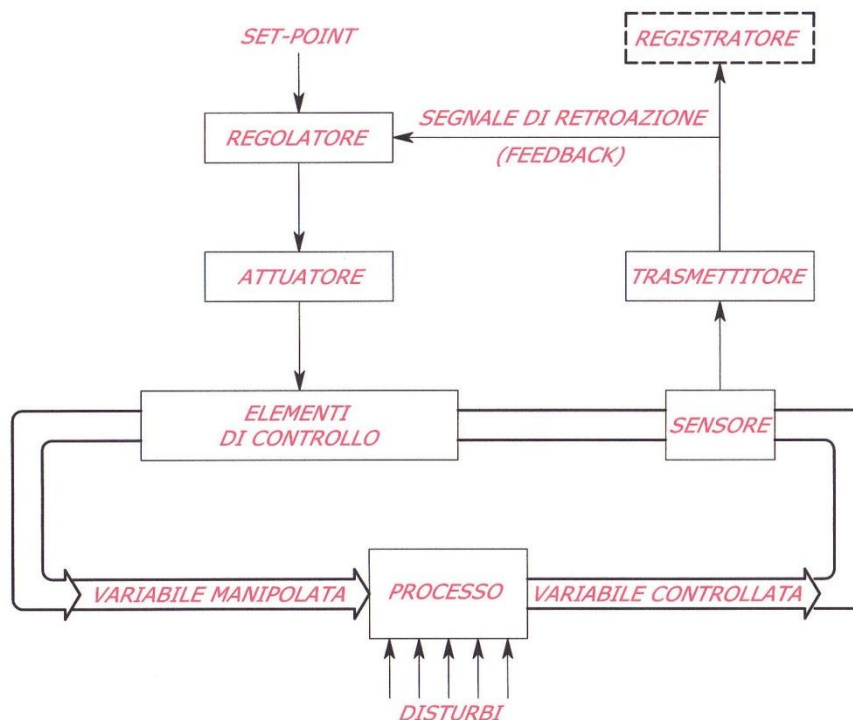 SET-POINT
REGISTRATORE
REGOLATORE
SEGNALE DI RETROAZIONE
(FEEDBACK)
ATTUATORE
TRASMETTITORE
ELEMENTI
DI CONTROLLO
SENSORE
VARIABILE MANIPOLATA
PROCESSO
VARIABILE CONTROLLATA
DISTURBI